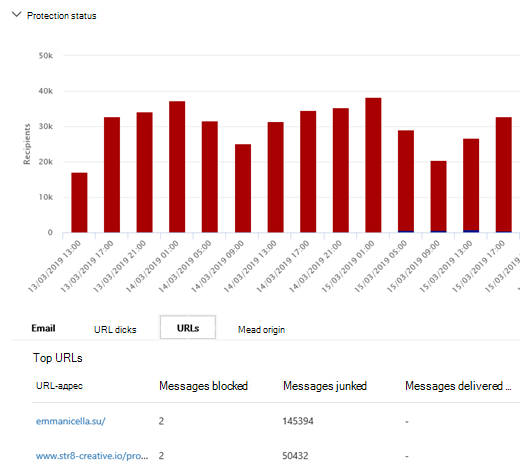 Protection status
50k
40k
30k
20k
10k
0
Recipients
13/03/2019 13:00
13/03/2019 17:00
13/03/2019 21:00
14/03/2019 01:00
14/03/2019 05:00
14/03/2019 09:00
14/03/2019 13:00
14/03/2019 17:00
14/03/2019 21:00
15/03/2019 01:00
15/03/2019 05:00
15/03/2019 09:00
15/03/2019 13:00
15/03/2019 17:00
Email URL dicks URLs Mead origin
Top URLs
URL-адрес Messages blocked Messages junked Messages delivered ...
emmanicella.su/ 2 145394 -
www.str8-creative.io/pro... 2 50432 -